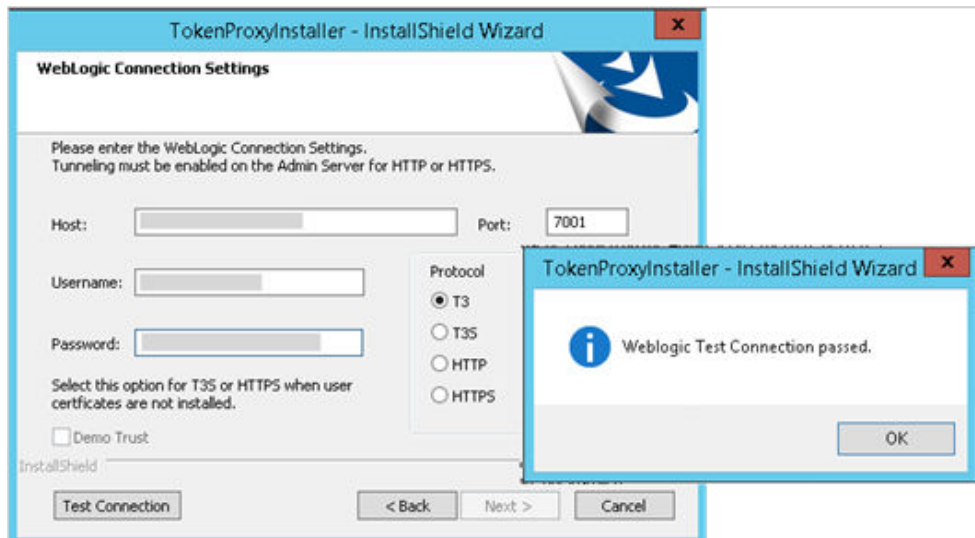 TokenProxyInstaller - InstallShield Wizard
x
WebLogic Connection Settings
Please enter the WebLogic Connection Settings.
Tunneling must be enabled on the Admin Server for HTTP or HTTPS.
Host:
Port:
7001
Username:
Password:
Protocol
T3
T3S
HTTP
HTTPS
Select this option for T3S or HTTPS when user
certficates are not installed.
Demo Trust
InstallShield
Test Connection
< Back
Next >
Cancel
TokenProxyInstaller - InstallShield Wizard
x
Weblogic Test Connection passed.
OK